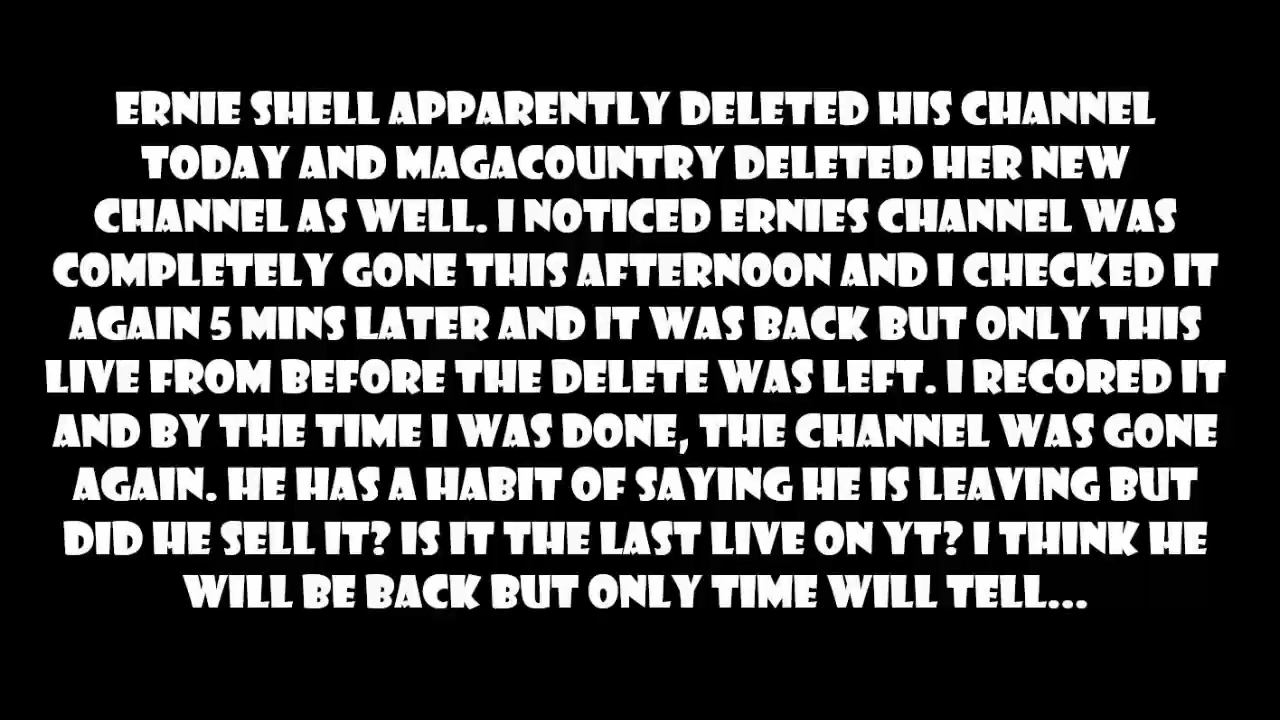 ERNIE SHELL APPARENTLY DELETED HIS CHANNEL
TODAY AND MAGACOUNTRY DELETED HER NEW
CHANNEL AS WELL. I NOTICED ERNIES CHANNEL WAS
COMPLETELY GONE THIS AFTERNOON AND I CHECKED IT
AGAIN 5 MINS LATER AND IT WAS BACK BUT ONLY THIS
LIVE FROM BEFORE THE DELETE WAS LEFT. I RECORED IT
AND BY THE TIME I WAS DONE, THE CHANNEL WAS GONE
AGAIN. HE HAS A HABIT OF SAYING HE IS LEAVING BUT
DID HE SELL IT? IS IT THE LAST LIVE ON YT? I THINK HE
WILL BE BACK BUT ONLY TIME WILL TELL...